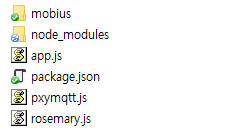 mobius
node_modules
app.js
package.json
pxymqtt.js
rosemary.js